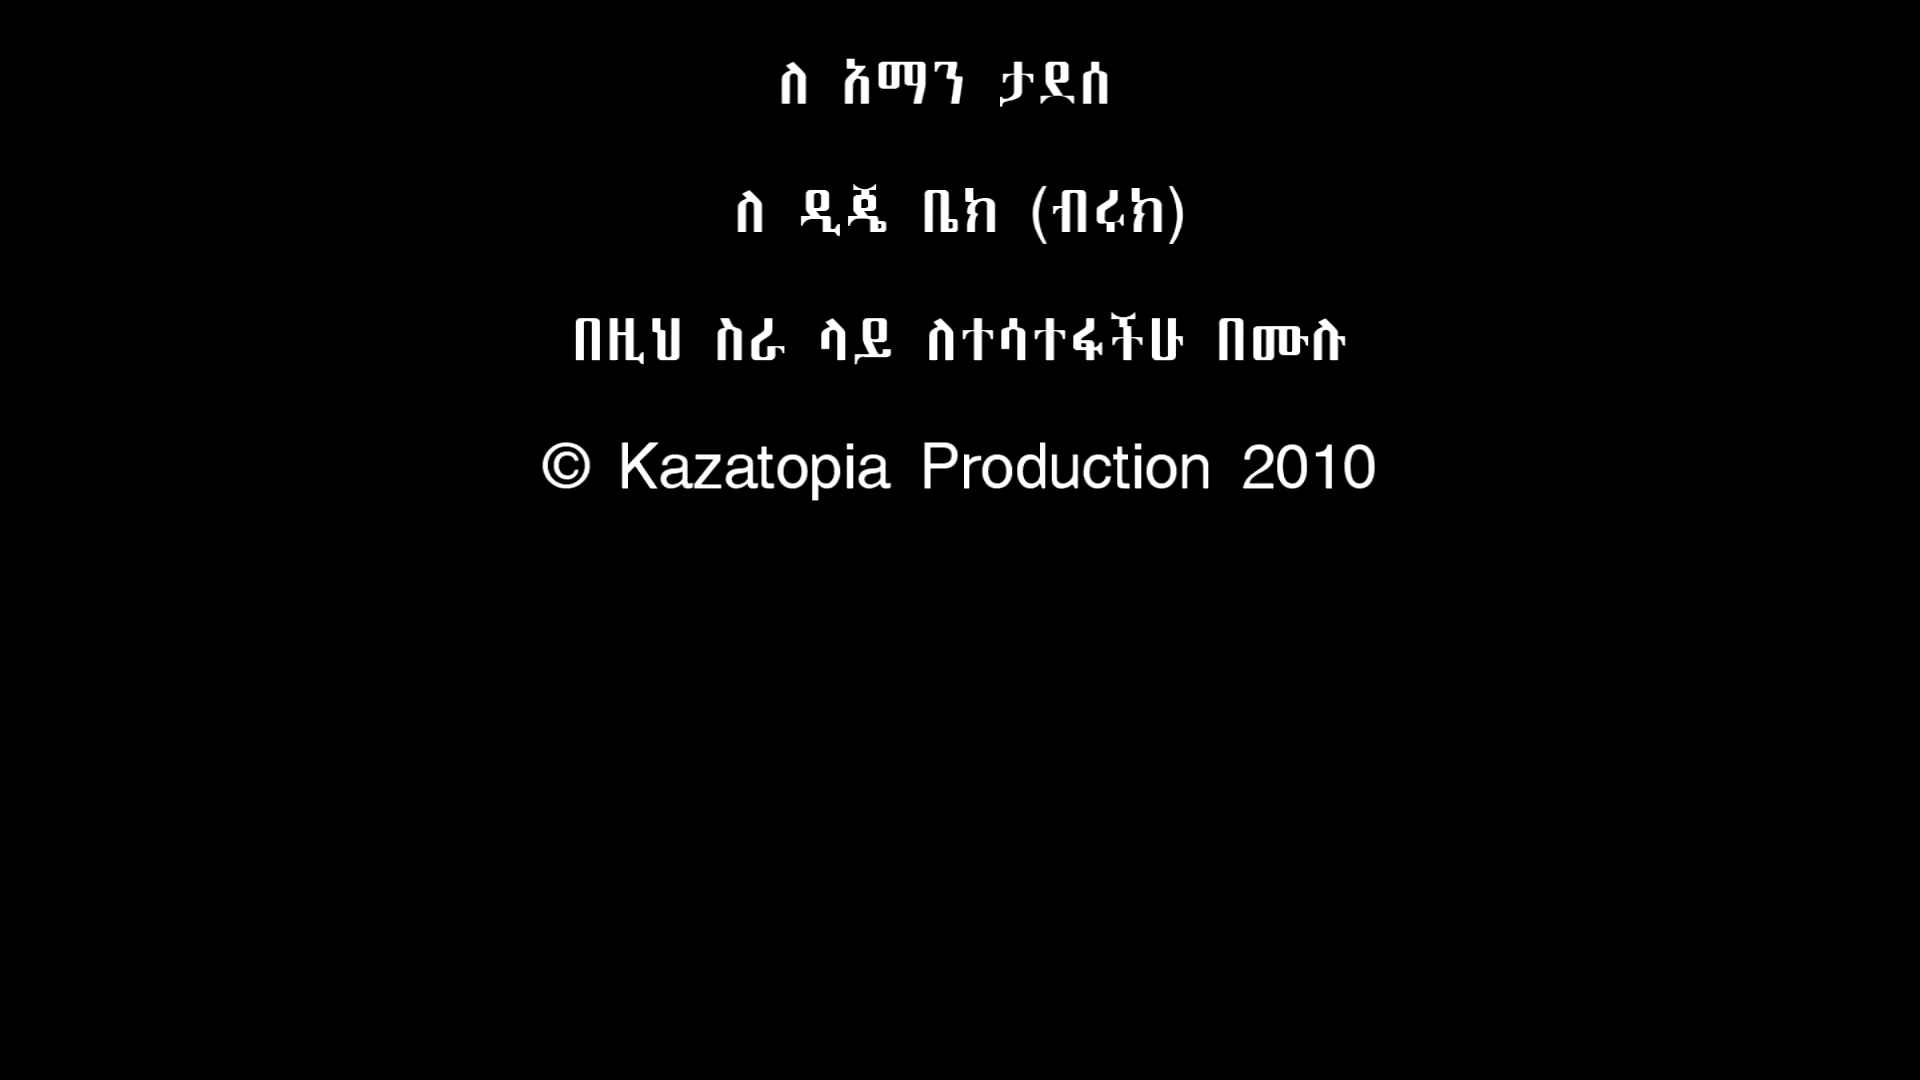 ለ አማን ታደሰ
ለ ዲጄ ቤክ (ብሩክ)
በዚህ ስራ ላይ ለተሳተፋችሁ በሙሉ
© Kazatopia Production 2010